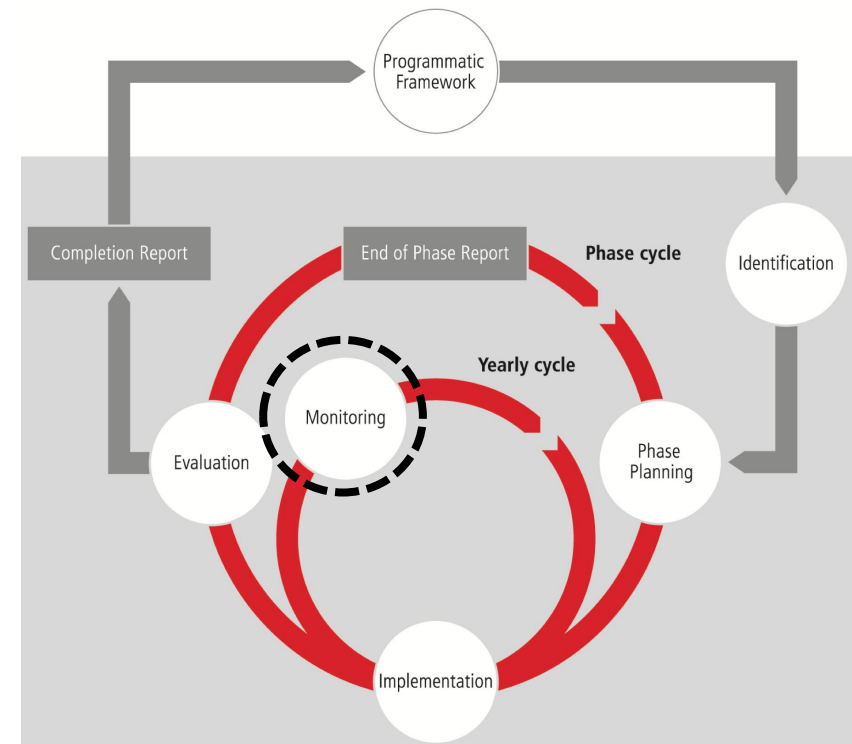 Programmatic
Framework
Completion Report
End of Phase Report
Phase cycle
Identification
Yearly cycle
Monitoring
Evaluation
Phase
Planning
Implementation